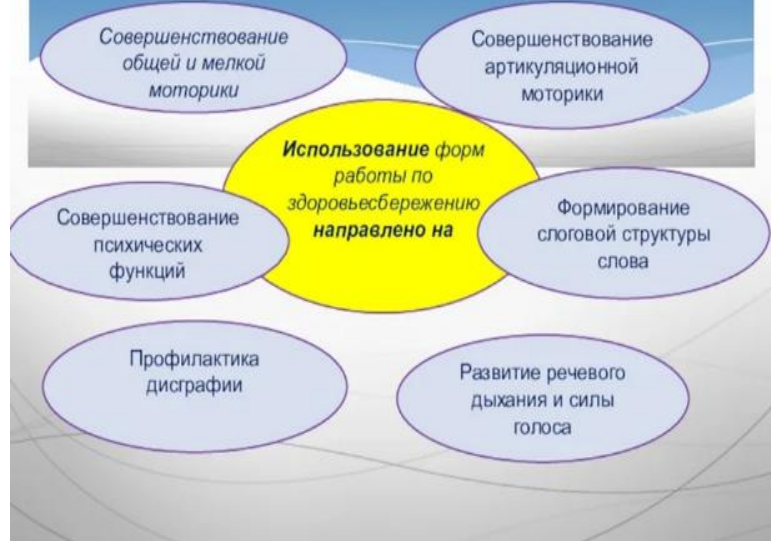 Совершенствование
общей и мелкой
моторики
Совершенствование
артикуляционной
моторики
Использование форм
работы по
здоровьесбережению
направлено на
Совершенствование
психических
функций
Формирование
слоговой структуры
слова
Профилактика
дисграфии
Развитие речевого
дыхания и силы
голоса